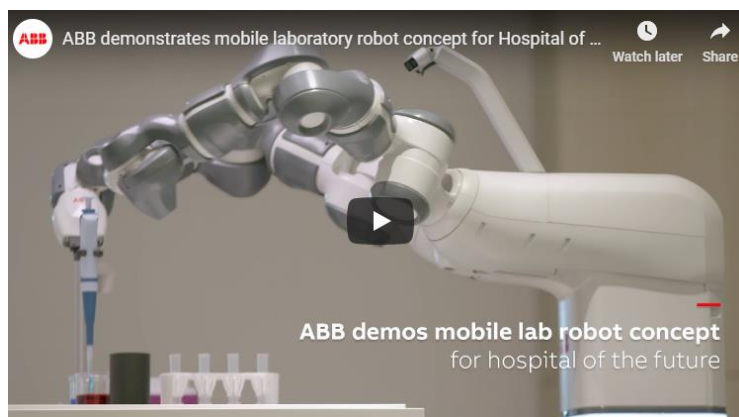 ABB
ABB demonstrates mobile laboratory robot concept for Hospital of ...
Watch later
Share
ABB
ABB demos mobile lab robot concept
for hospital of the future